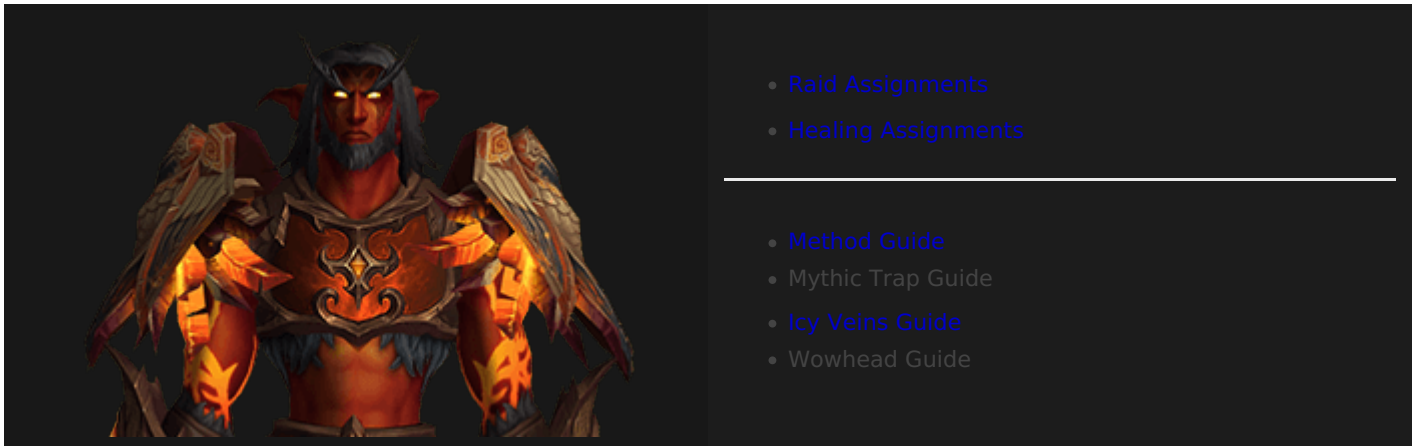 Raid Assignments
Healing Assignments
Method Guide
Mythic Trap Guide
Icy Veins Guide
Wowhead Guide